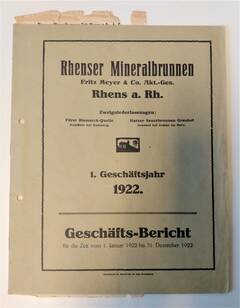 Rhenser Mineralbrunnen
Fritz Meyer & Co. Akt.-Ges.
Rhens a. Rh.
Zweigniederlassungen:
Fürst Bismarck-Quelle
Harzer Sauerbrunnen Grauhof
1. Geschäftsjahr
1922.
Geschäfts-Bericht
für die Zeit vom 1. Januar 1922 bis 31. Dezember 1922.